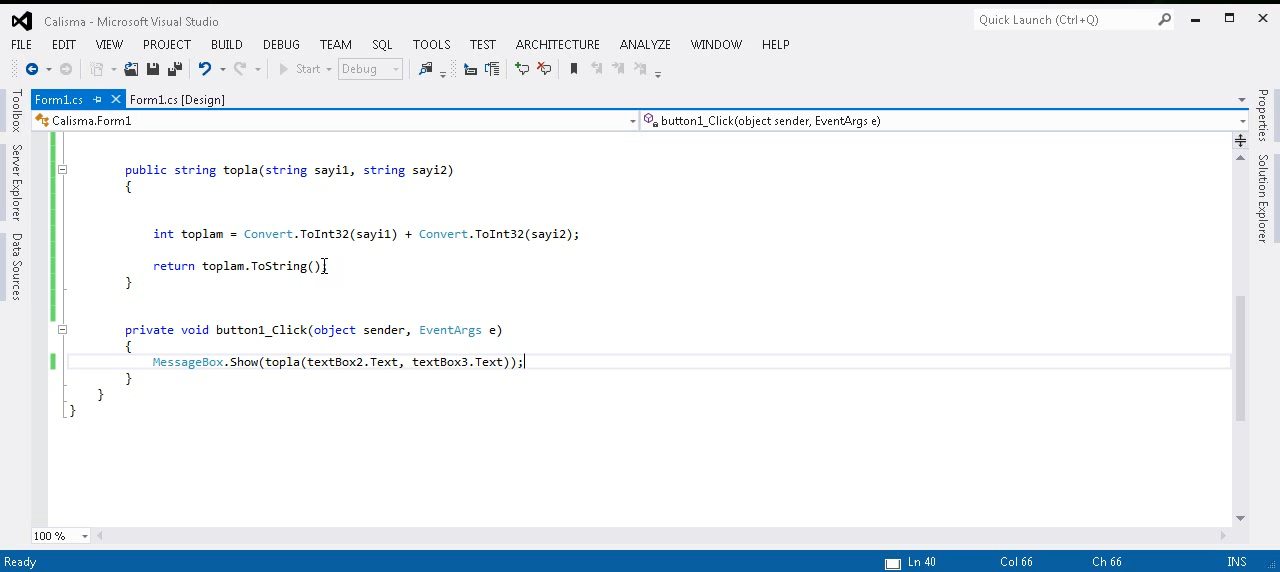 Calisma - Microsoft Visual Studio
Quick Launch (Ctrl+Q)
FILE EDIT VIEW PROJECT BUILD DEBUG TEAM SQL TOOLS TEST ARCHITECTURE ANALYZE WINDOW HELP
Start Debug
Form1.cs Form1.cs [Design]
Calisma.Form1 button1_Click(object sender, EventArgs e)
Toolbox
Server Explorer
Data Sources
public string topla(string sayi1, string sayi2)
{
int toplam = Convert.ToInt32(sayi1) + Convert.ToInt32(sayi2);
return toplam.ToString();
}
private void button1_Click(object sender, EventArgs e)
{
MessageBox.Show(topla(textBox2.Text, textBox3.Text));
}
}
}
Properties
Solution Explorer
100 %
Ready Ln 40 Col 66 Ch 66 INS